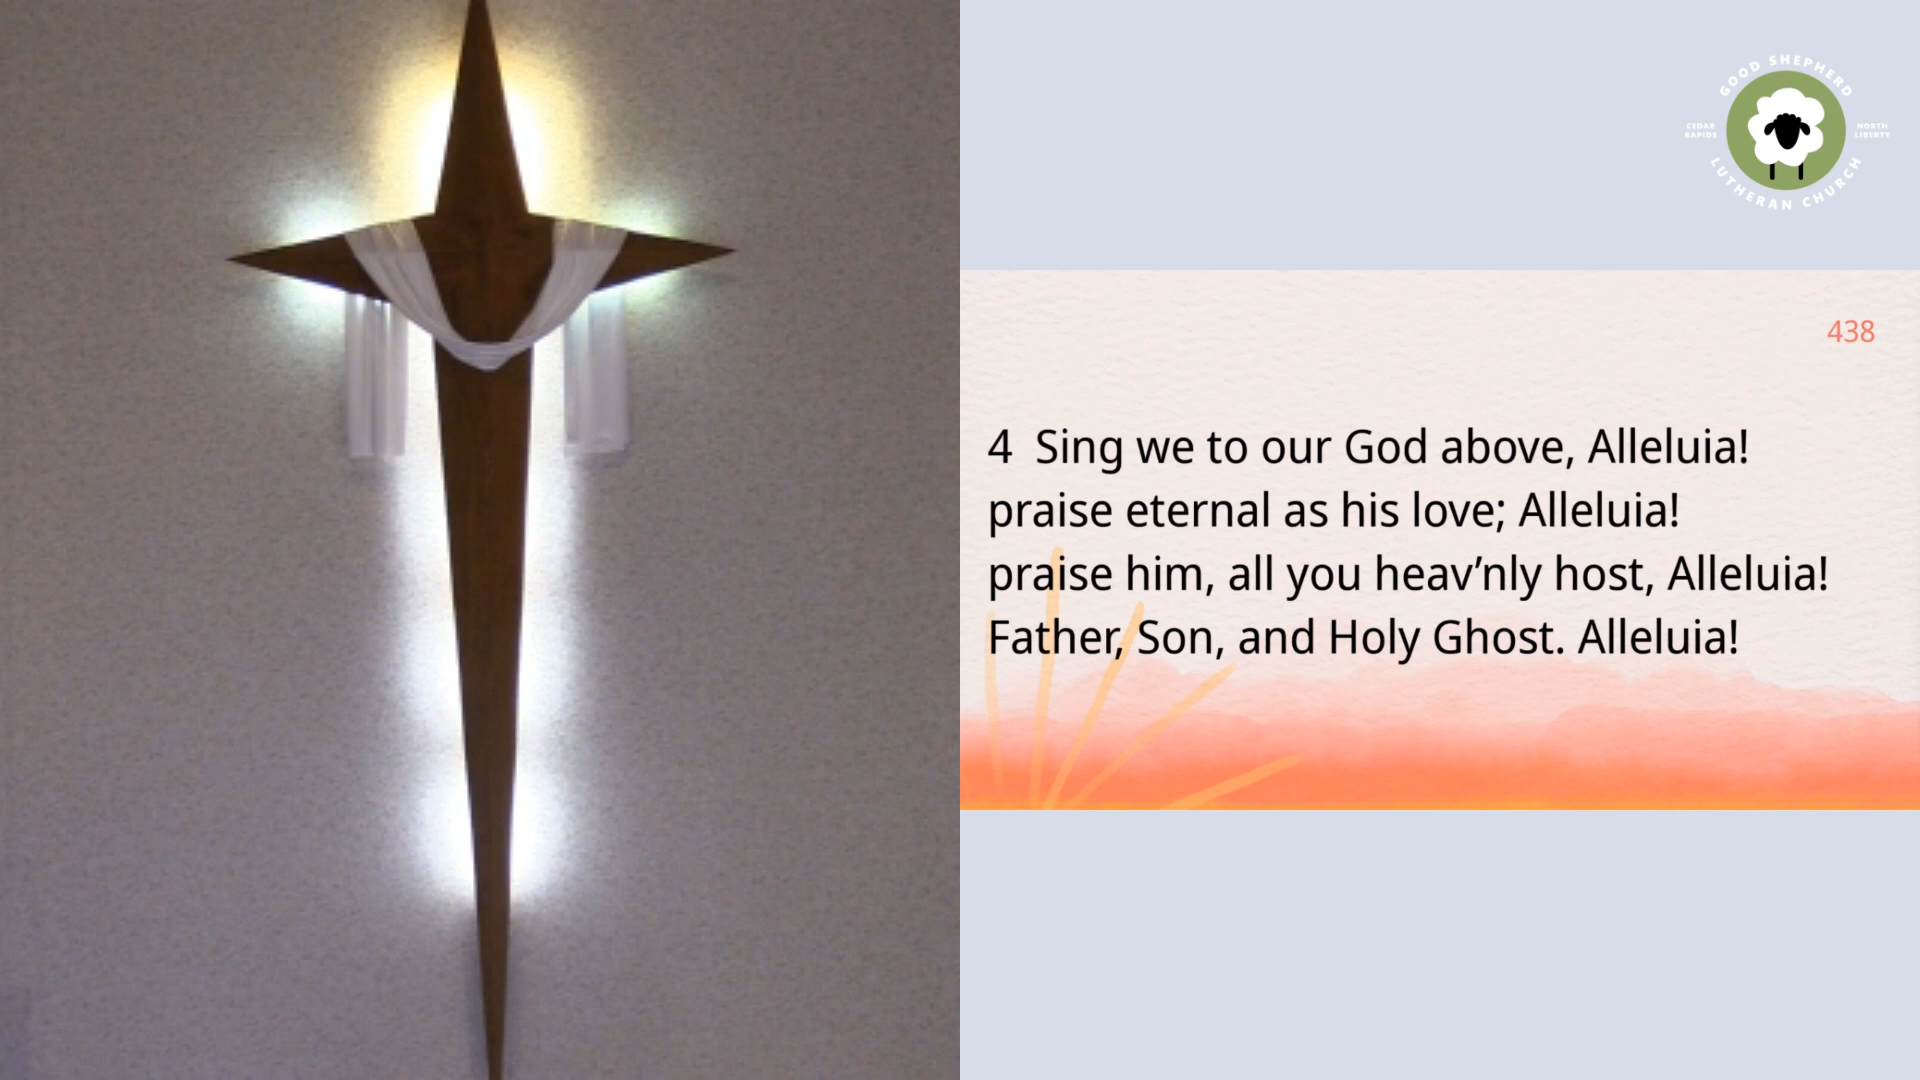 GOOD SHEPHERD
CEDAR RAPIDS
NORTH LIBERTY
LUTHERAN CHURCH
438
4 Sing we to our God above, Alleluia!
praise eternal as his love; Alleluia!
praise him, all you heav’nly host, Alleluia!
Father, Son, and Holy Ghost. Alleluia!